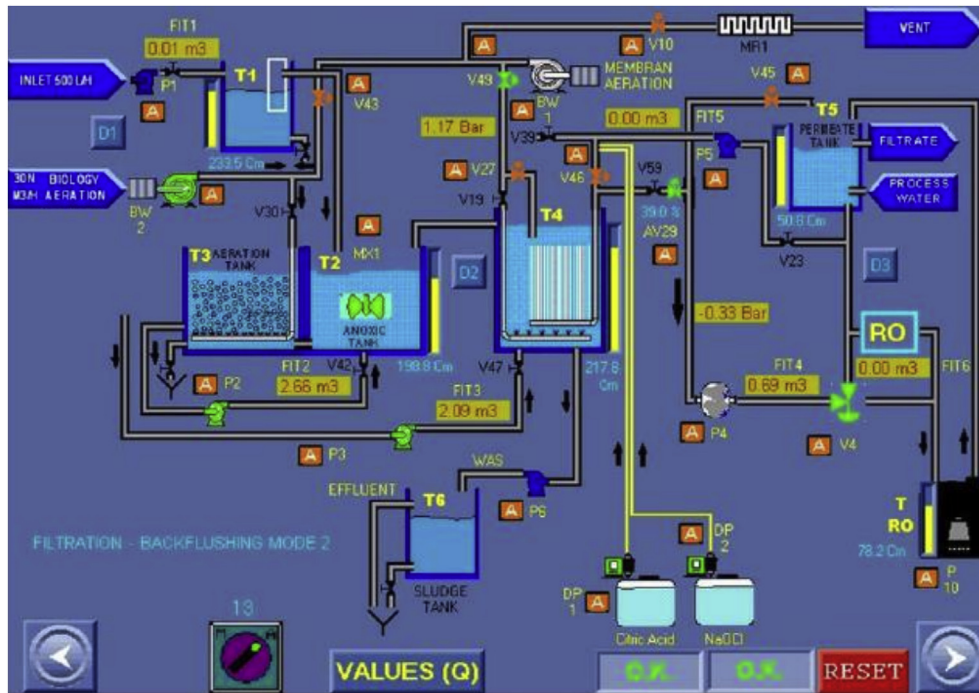 FIT1
0.01 m3
INLET 500 L/H
P1
A
T1
A
V43
D1
233.5 Cm
30N BIOLOGY
M3/H AERATION
BW
2
A
V30
A
V49
BW
1
A
MEMBRAN
AERATION
A
V10
MR1
VENT
V45
A
1.17 Bar
V39
0.00 m3
FIT5
P5
A
T5
PERMEATE
TANK
FILTRATE
PROCESS
WATER
50.8 Cm
V27
A
A
V46
V59
39.0 %
AV29
A
V19
T4
V23
D3
A
MX1
T3
AERATION
TANK
T2
ANOXIC
TANK
D2
198.8 Cm
V47
217.8
Cm
-0.33 Bar
RO
0.00 m3
FIT6
FIT2
2.66 m3
V42
A
P2
FIT3
2.09 m3
A
P3
FIT4
0.69 m3
A
P4
A
V4
WAS
A
P6
EFFLUENT
T6
SLUDGE
TANK
FILTRATION - BACKFLUSHING MODE 2
A
DP
2
DP
1
A
Citric Acid
NaOCl
T
RO
78.2 Cm
A
P
10
13
M
A
VALUES (Q)
O.K.
O.K.
RESET